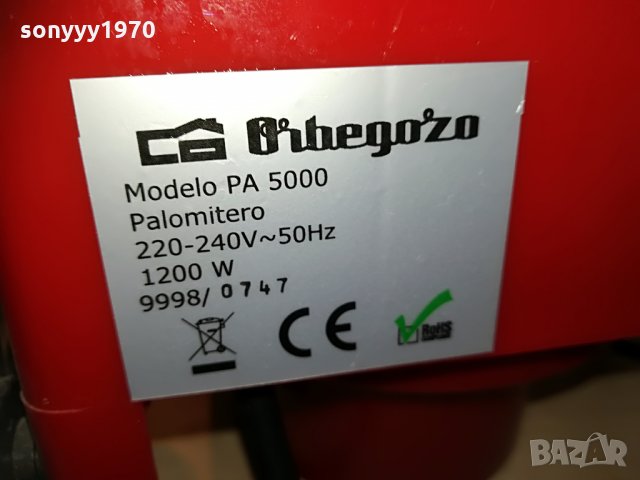 sonyyy1970
Orbegozo
Modelo PA 5000
Palomitero
220-240V~50Hz
1200 W
9998/ 0747
CE
RoHS
BAZAR